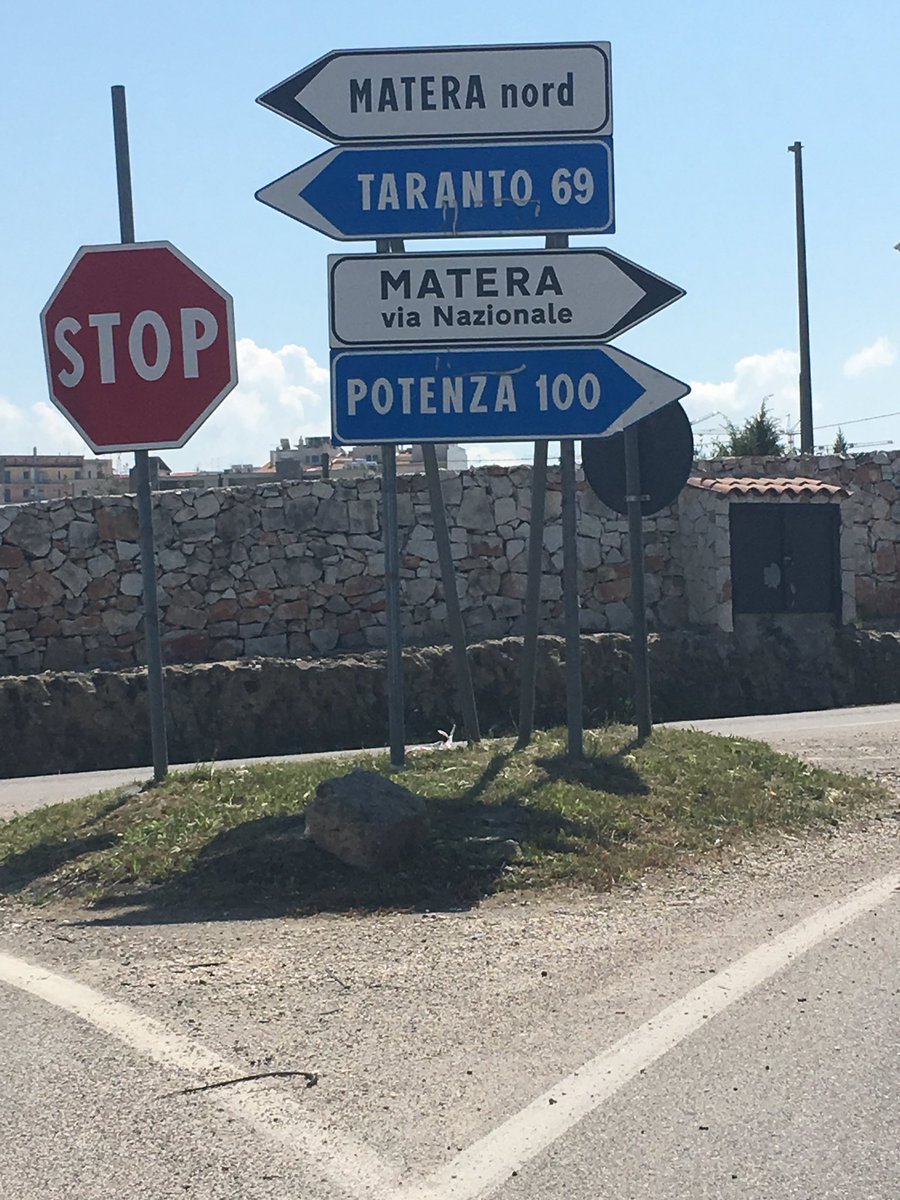 MATERA nord
TARANTO 69
MATERA
via Nazionale
POTENZA 100
STOP